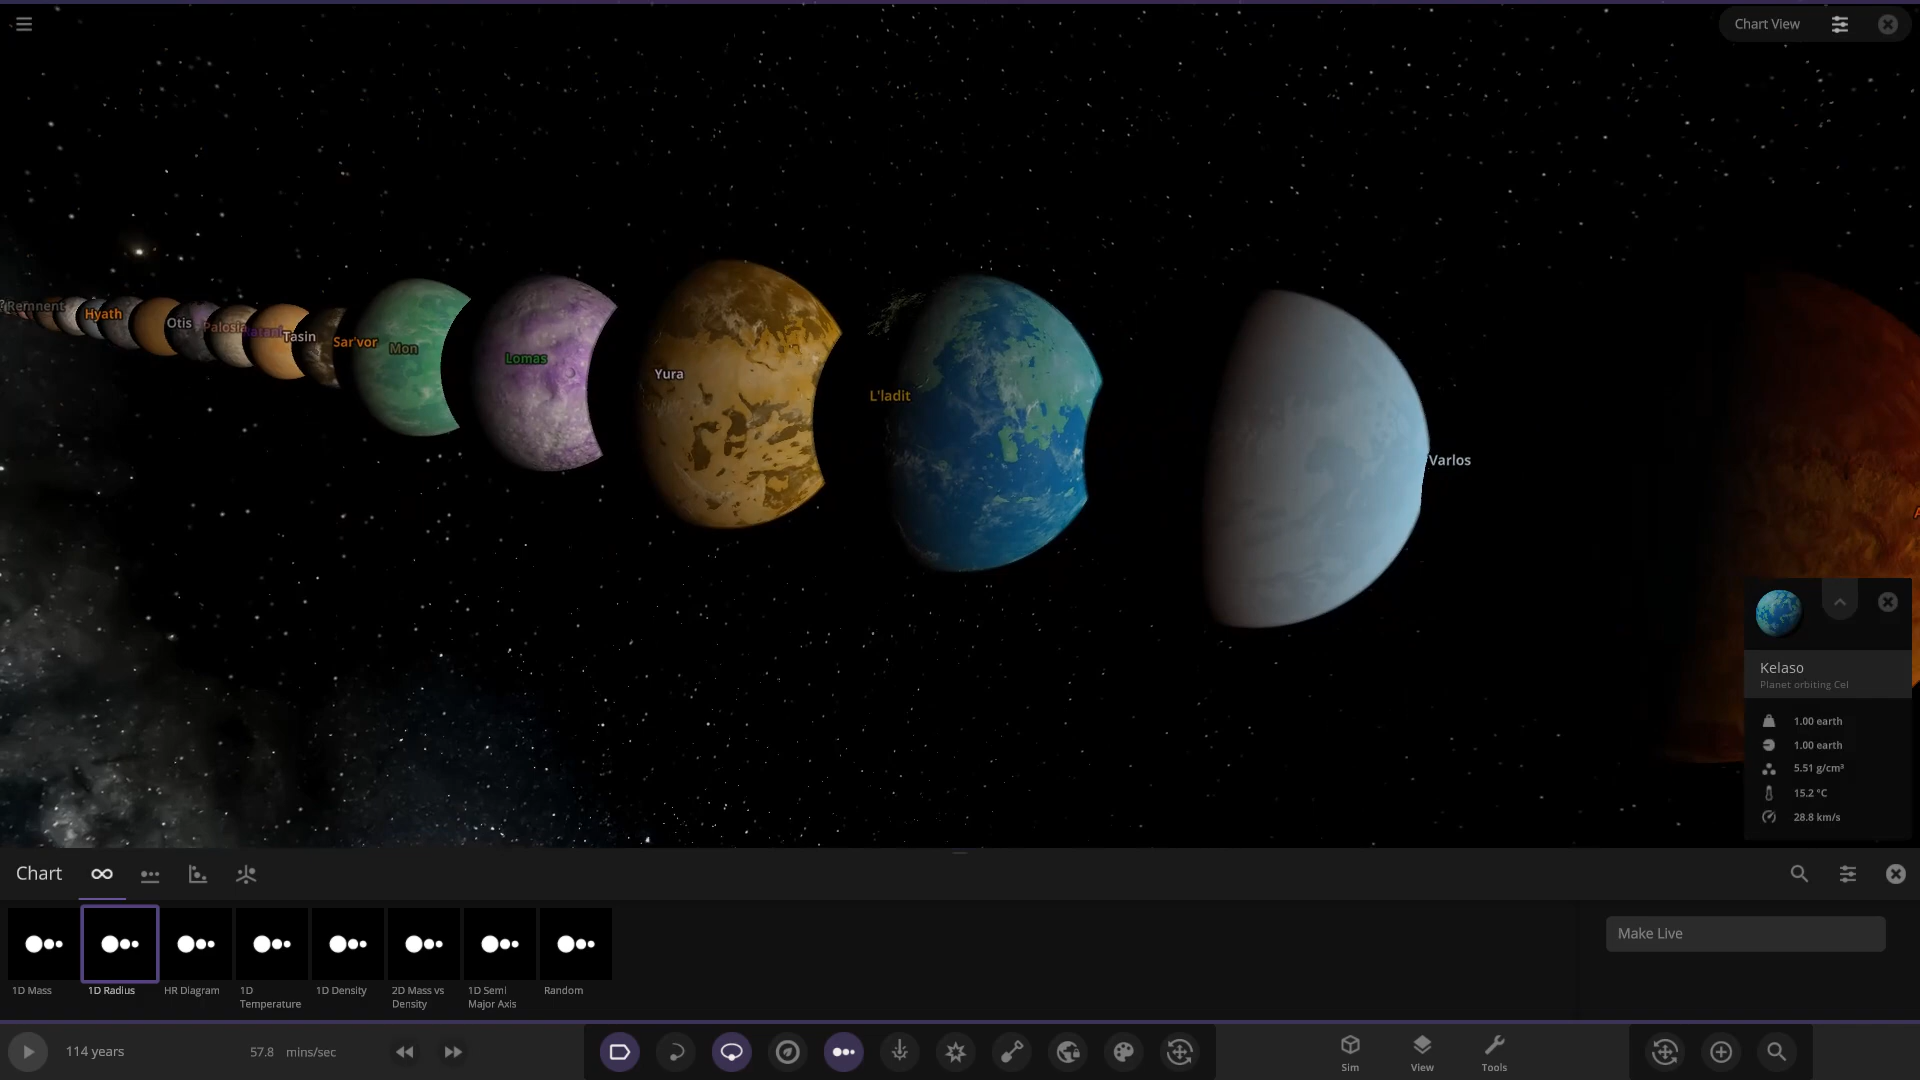 Chart View
Remnent
Hyath
Otis
Palosia
Tasin
Sar'vor
Mon
Lomas
Yura
L'ladit
Varlos
Kelaso
Planet orbiting Cel
1.00 earth
1.00 earth
5.51 g/cm³
15.2 °C
28.8 km/s
Chart
Make Live
1D Mass
1D Radius
HR Diagram
1D Temperature
1D Density
2D Mass vs Density
1D Semi Major Axis
Random
114 years
57.8 mins/sec
Sim
View
Tools